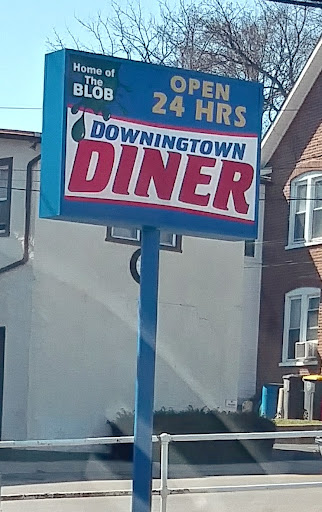 Home of
The
BLOB
OPEN
24 HRS
DOWNINGTOWN
DINER